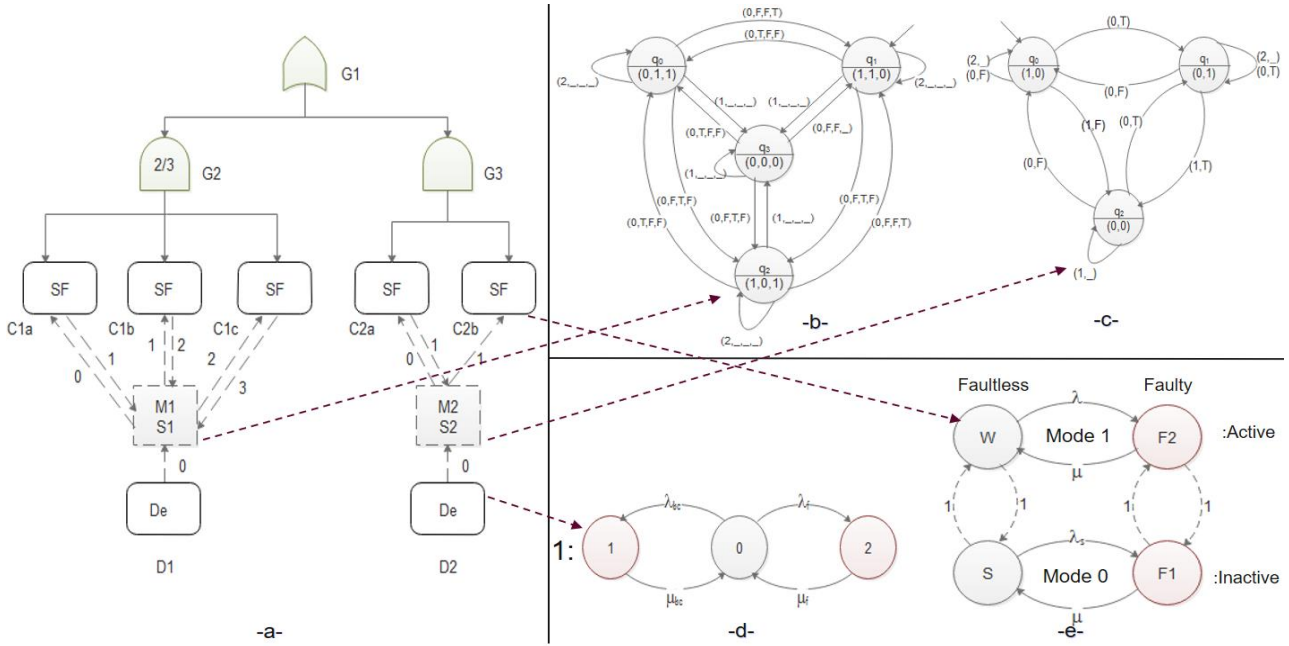 G1
2/3
G2
G3
SF
SF
SF
SF
SF
C1a
C1b
C1c
C2a
C2b
1
0
1
2
2
3
0
1
1
M1
S1
M2
S2
0
0
De
De
D1
D2
-a-
(0,F,F,T)
(0,T,F,F)
q₀
(0,1,1)
q₁
(1,1,0)
(2,_,_,_)
(2,_,_,_)
(1,_,_,_)
(1,_,_,_)
(0,T,F,F)
(0,F,F,_)
q₃
(0,0,0)
(1,_,_,_)
(0,T,F,F)
(0,F,T,F)
(0,F,T,F)
(1,_,_,_)
(0,F,T,F)
(0,F,F,T)
q₂
(1,0,1)
(2,_,_,_)
-b-
(0,T)
q₀
(1,0)
q₁
(0,1)
(2,_)
(0,F)
(2,_)
(0,T)
(0,F)
(1,F)
(0,T)
(0,F)
(1,T)
q₂
(0,0)
(1,_)
-c-
1:
1
0
2
λsc
λf
μsc
μf
-d-
Faultless
Faulty
W
λ
Mode 1
μ
F2
:Active
1
1
1
1
S
λs
Mode 0
μ
F1
:Inactive
-e-